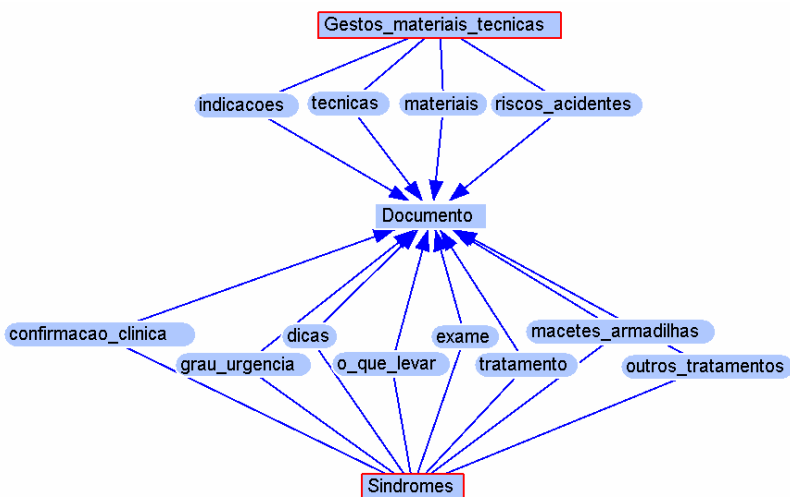 Gestos_materiais_tecnicas
indicacoes
tecnicas
materiais
riscos_acidentes
Documento
confirmacao_clinica
grau_urgencia
dicas
o_que_levar
exame
tratamento
macetes_armadilhas
outros_tratamentos
Sindromes